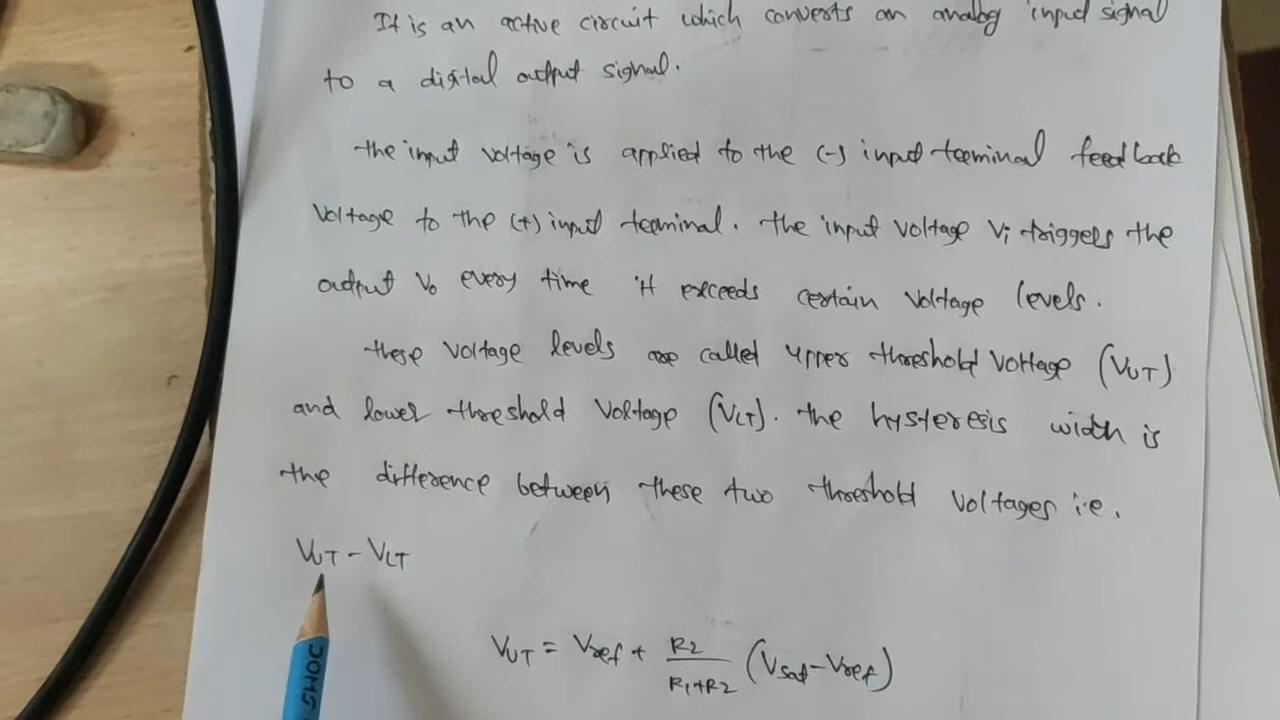 It is an active circuit which converts an analog input signal
to a digital output signal.
the input voltage is applied to the (-) input terminal feedback
voltage to the (+) input terminal. The input voltage Vi triggers the
output Vo every time it exceeds certain voltage levels.
these voltage levels are called upper threshold voltage (VUT)
and lower threshold voltage (VLT). the hysteresis width is
the difference between these two threshold voltages i.e.
VUT - VLT
VUT = Vref + R2/(R1+R2) (Vsat - Vref)
DOMS